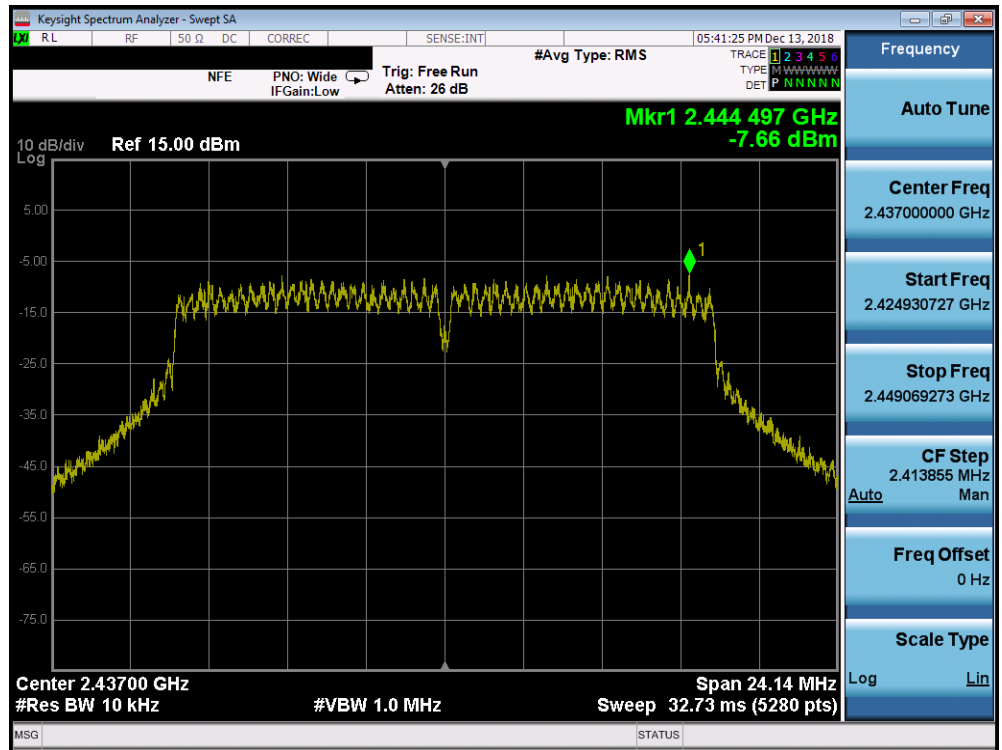 Keysight Spectrum Analyzer - Swept SA
LXI RL RF 50 Ω DC CORREC SENSE:INT 05:41:25 PM Dec 13, 2018
#Avg Type: RMS TRACE 1 2 3 4 5 6
NFE PNO: Wide Trig: Free Run TYPE M WWWWW
IFGain:Low Atten: 26 dB DET P N N N N N
Mkr1 2.444 497 GHz
-7.66 dBm
10 dB/div Ref 15.00 dBm
Log
5.00
1
-5.00
-15.0
-25.0
-35.0
-45.0
-55.0
-65.0
-75.0
Center 2.43700 GHz Span 24.14 MHz
#Res BW 10 kHz #VBW 1.0 MHz Sweep 32.73 ms (5280 pts)
MSG STATUS
Frequency
Auto Tune
Center Freq
2.437000000 GHz
Start Freq
2.424930727 GHz
Stop Freq
2.449069273 GHz
CF Step
2.413855 MHz
Auto Man
Freq Offset
0 Hz
Scale Type
Log Lin